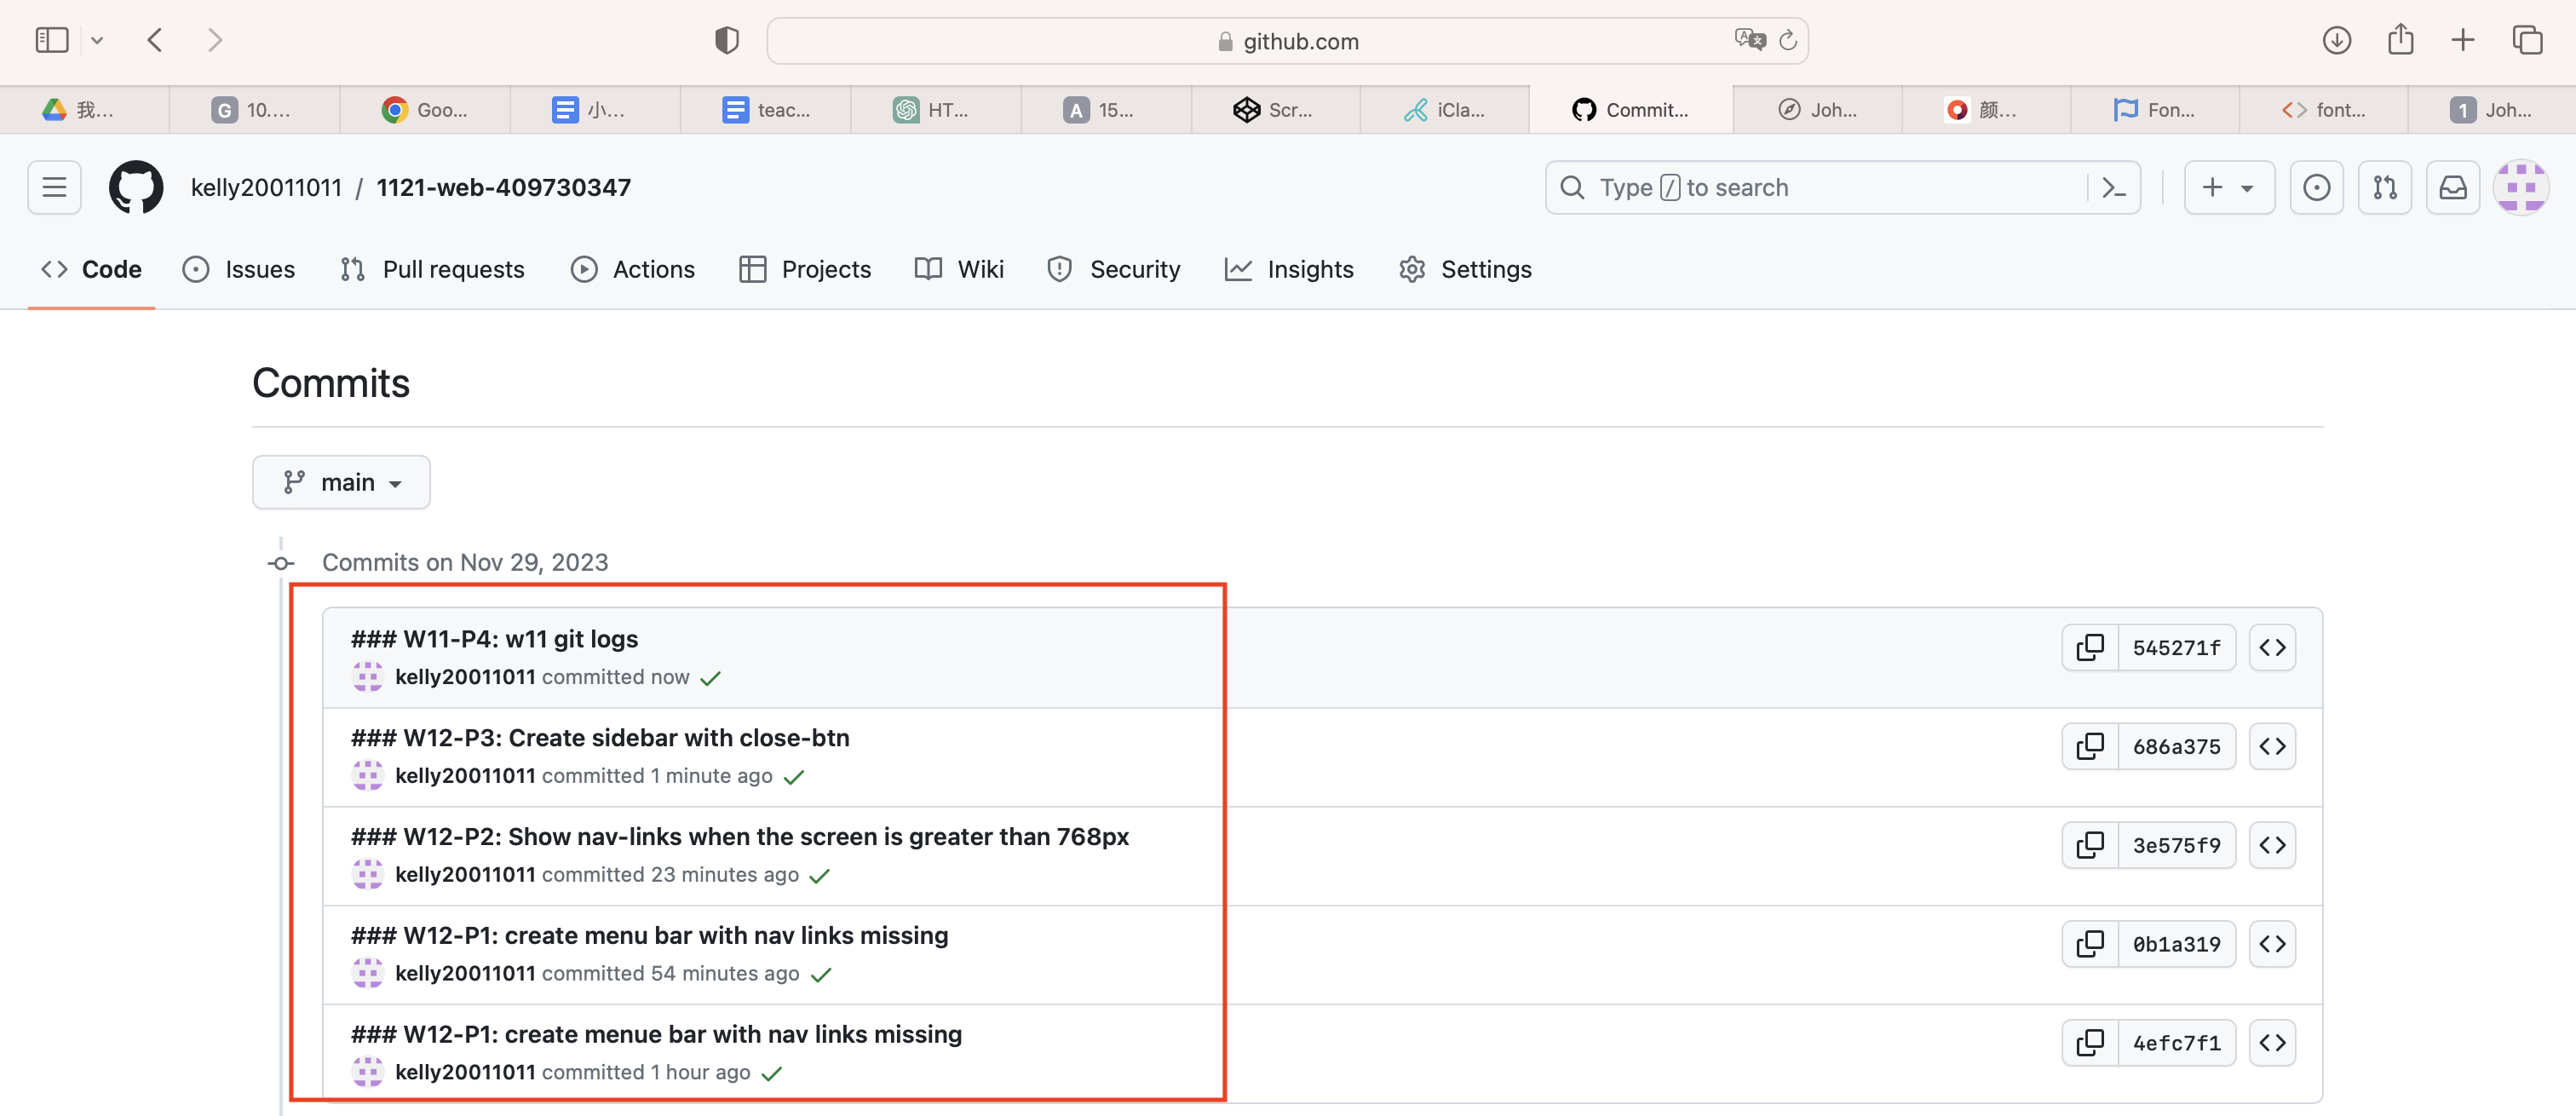 github.com
我...
G 10....
Goo...
小...
teac...
HT...
A 15...
Scr...
iCla...
Commit...
Joh...
颜...
Fon...
font...
1 Joh...
kelly20011011 / 1121-web-409730347
Type / to search
Code
Issues
Pull requests
Actions
Projects
Wiki
Security
Insights
Settings
Commits
main
Commits on Nov 29, 2023
### W11-P4: w11 git logs
kelly20011011 committed now
545271f
### W12-P3: Create sidebar with close-btn
kelly20011011 committed 1 minute ago
686a375
### W12-P2: Show nav-links when the screen is greater than 768px
kelly20011011 committed 23 minutes ago
3e575f9
### W12-P1: create menu bar with nav links missing
kelly20011011 committed 54 minutes ago
0b1a319
### W12-P1: create menue bar with nav links missing
kelly20011011 committed 1 hour ago
4efc7f1